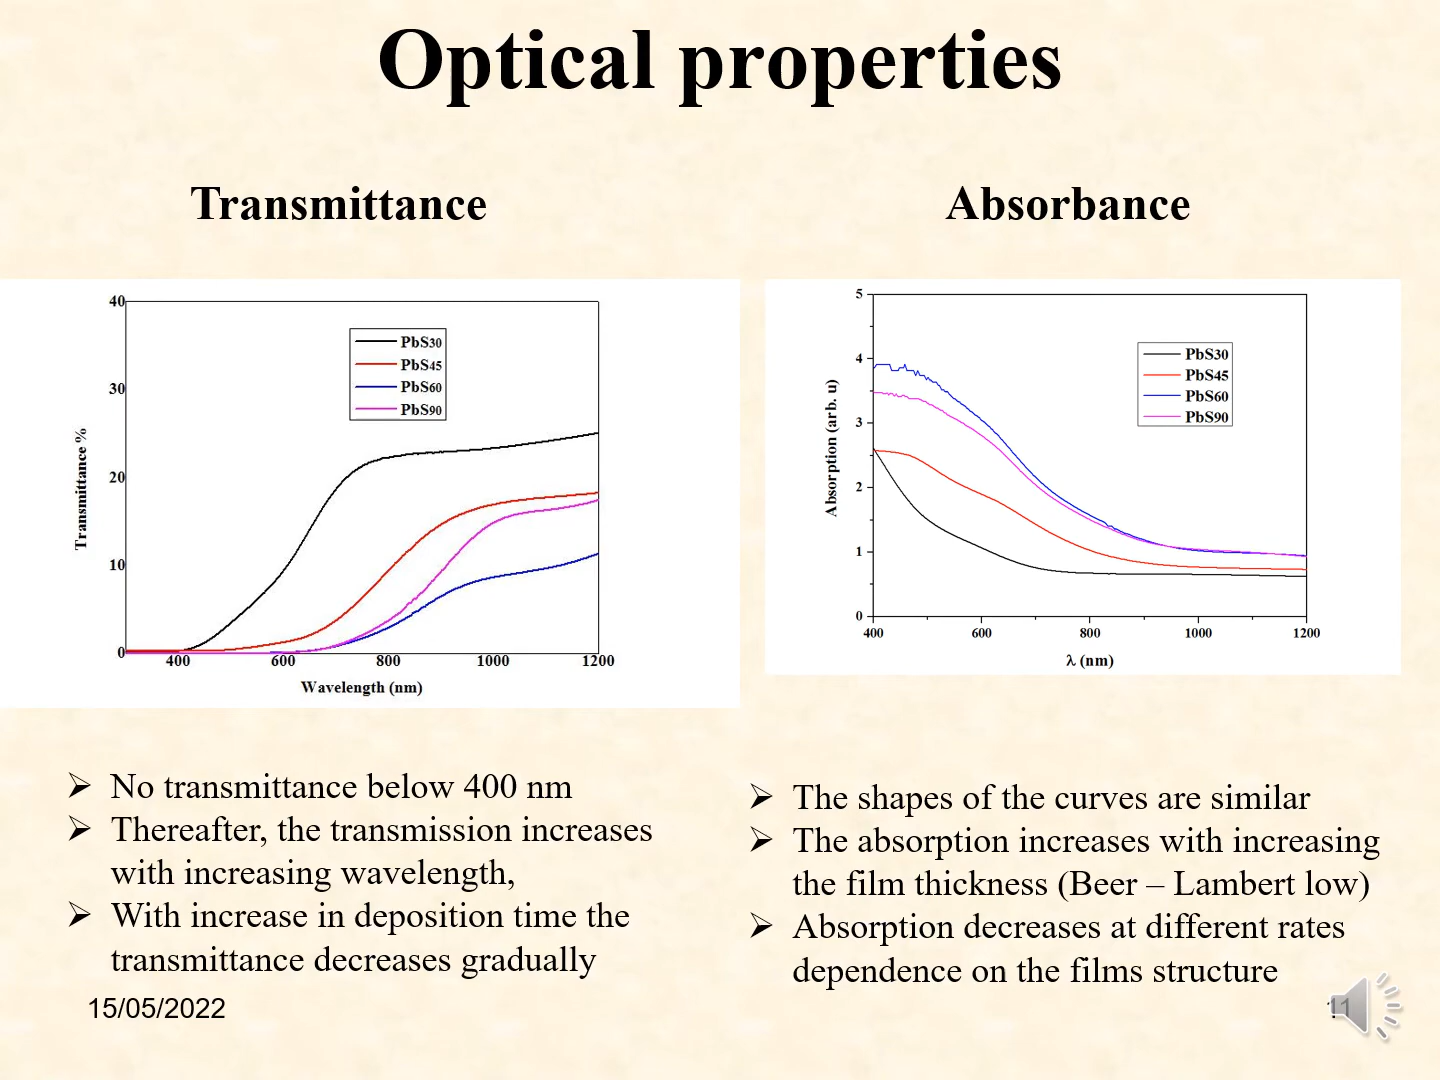 Optical properties
Transmittance
Absorbance
40
30
20
10
0
400
600
800
1000
1200
Transmittance %
Wavelength (nm)
PbS30
PbS45
PbS60
PbS90
5
4
3
2
1
0
400
600
800
1000
1200
Absorption (arb. u)
λ (nm)
PbS30
PbS45
PbS60
PbS90
➢ No transmittance below 400 nm
➢ Thereafter, the transmission increases
with increasing wavelength,
➢ With increase in deposition time the
transmittance decreases gradually
➢ The shapes of the curves are similar
➢ The absorption increases with increasing
the film thickness (Beer – Lambert low)
➢ Absorption decreases at different rates
dependence on the films structure
15/05/2022
11